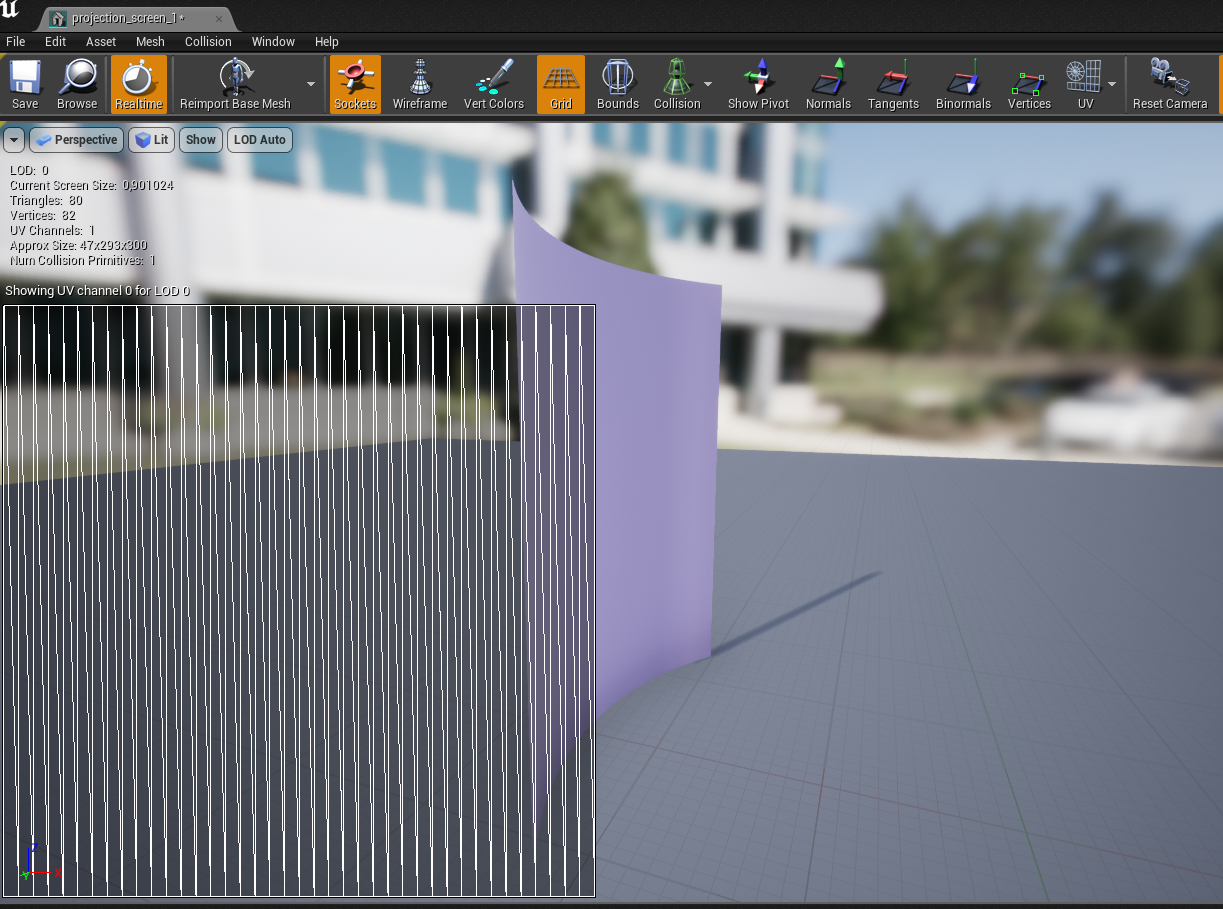 projection_screen_1*
File Edit Asset Mesh Collision Window Help
Save Browse Realtime Reimport Base Mesh Sockets Wireframe Vert Colors Grid Bounds Collision Show Pivot Normals Tangents Binormals Vertices UV Reset Camera
Perspective Lit Show LOD Auto
LOD: 0
Current Screen Size: 0,901024
Triangles: 80
Vertices: 82
UV Channels: 1
Approx Size: 47x293x300
Num Collision Primitives: 1
Showing UV channel 0 for LOD 0
Z
Y X